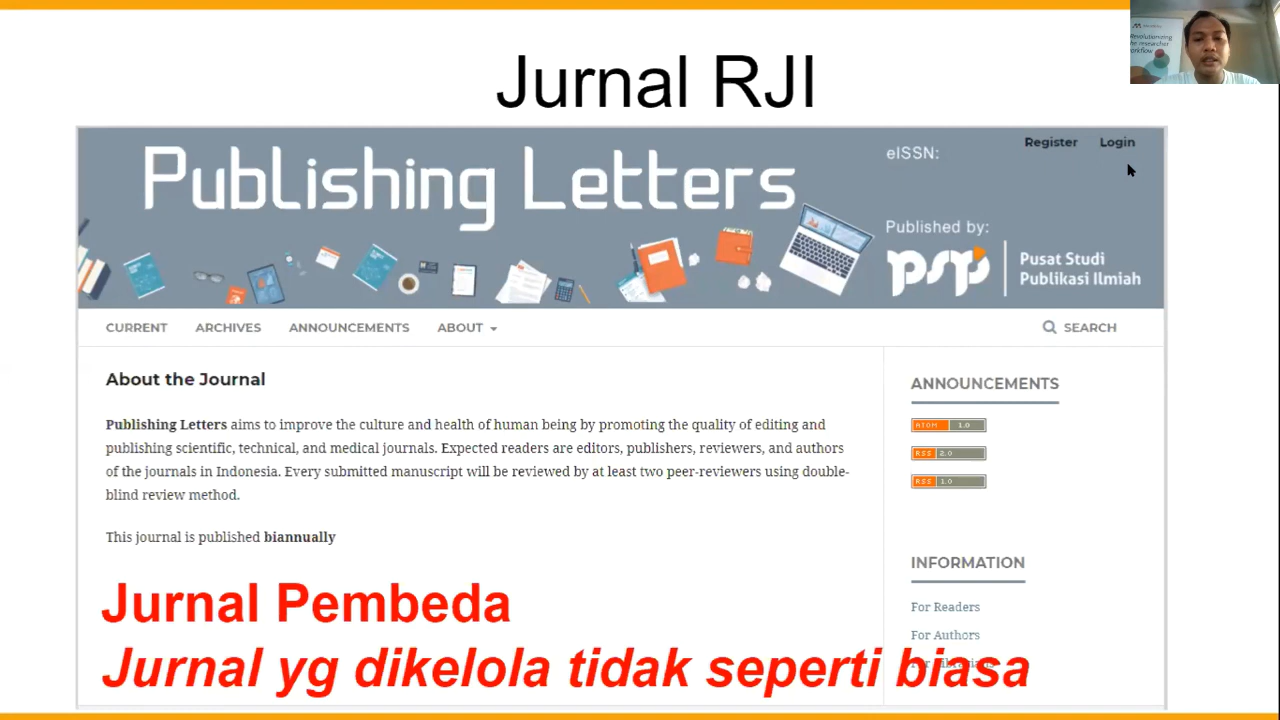 Revolutionizing
the researcher
workflow
Jurnal RJI
Publishing Letters
eISSN:
Register
Login
Published by:
psp
Pusat Studi
Publikasi Ilmiah
CURRENT
ARCHIVES
ANNOUNCEMENTS
ABOUT
SEARCH
About the Journal
Publishing Letters aims to improve the culture and health of human being by promoting the quality of editing and
publishing scientific, technical, and medical journals. Expected readers are editors, publishers, reviewers, and authors
of the journals in Indonesia. Every submitted manuscript will be reviewed by at least two peer-reviewers using double-
blind review method.
This journal is published biannually
ANNOUNCEMENTS
ATOM 1.0
RSS 2.0
RSS 1.0
INFORMATION
For Readers
For Authors
Jurnal Pembeda
Jurnal yg dikelola tidak seperti biasa